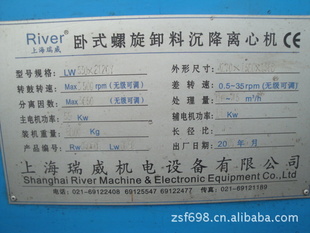 River 卧式螺旋卸料沉降离心机 CE
上海瑞威
型号规格: LW 外形尺寸:
转鼓转速: Max rpm (无级可调) 差转速: 0.5-35rpm (无级可调)
分离因数: Max (无级可调) 处理量: m³/h
主电机功率: Kw 辅电机功率: Kw
装机重量: Kg 长径比:
产品编号: Rw 出厂日期: 20 年 月
上海瑞威机电设备有限公司
Shanghai River Machine & Electronic Equipment Co.,Ltd
电话: 021-69122408 69125547 69122477 传真: 021-69121189
zsf698.cn.alibaba.com